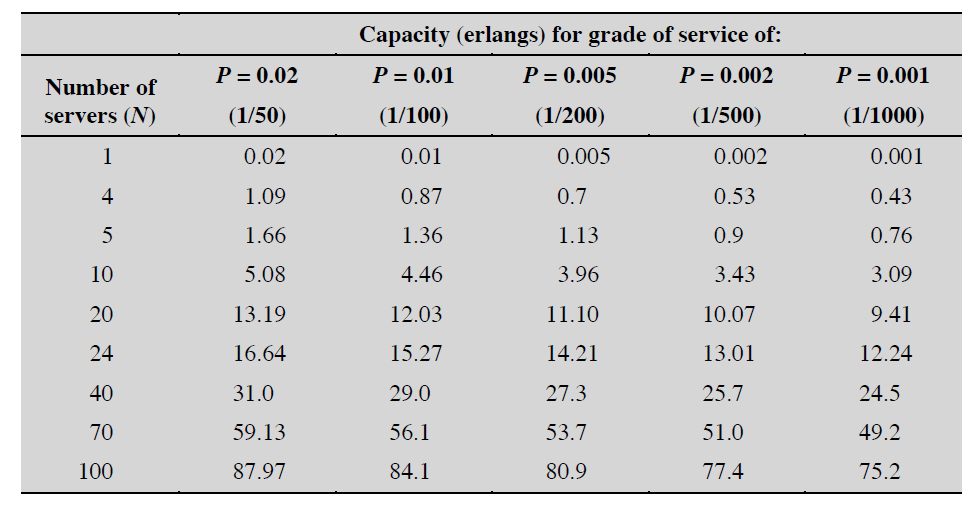 Capacity (erlangs) for grade of service of:
Number of servers (N) P = 0.02 (1/50) P = 0.01 (1/100) P = 0.005 (1/200) P = 0.002 (1/500) P = 0.001 (1/1000)
1 0.02 0.01 0.005 0.002 0.001
4 1.09 0.87 0.7 0.53 0.43
5 1.66 1.36 1.13 0.9 0.76
10 5.08 4.46 3.96 3.43 3.09
20 13.19 12.03 11.10 10.07 9.41
24 16.64 15.27 14.21 13.01 12.24
40 31.0 29.0 27.3 25.7 24.5
70 59.13 56.1 53.7 51.0 49.2
100 87.97 84.1 80.9 77.4 75.2